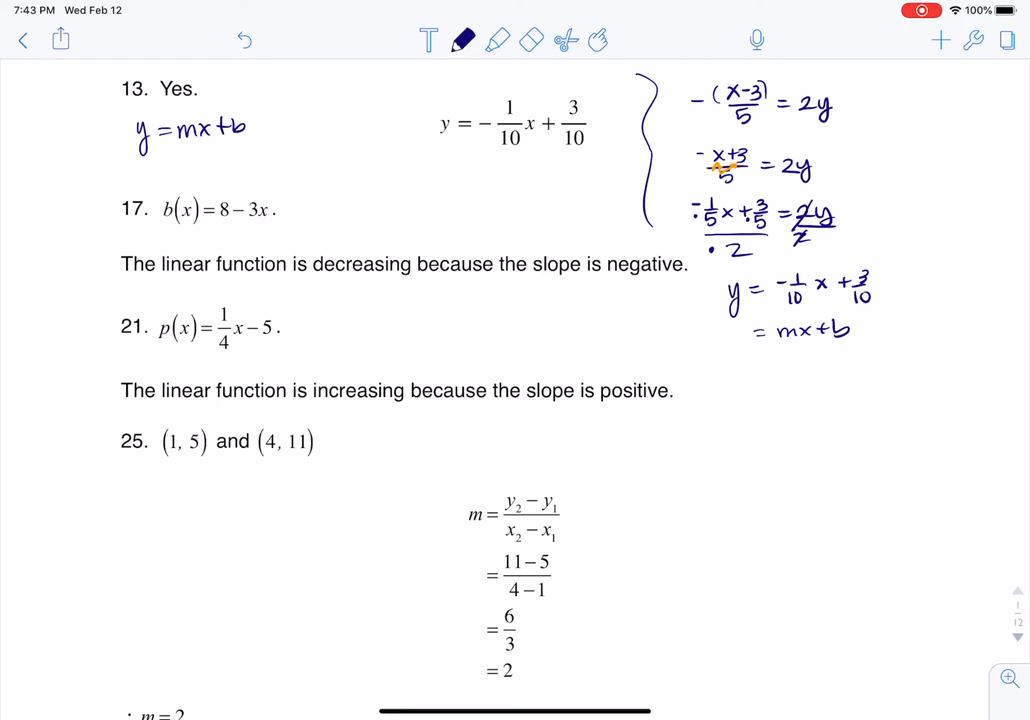 7:43 PM Wed Feb 12
100%
T
13. Yes.
y = mx+b
y = -1/10 x + 3/10
-(x-3)/5 = 2y
-x+3/5 = 2y
-1/5 x + 3/5 = 2y
·2 2
y = -1/10 x + 3/10
= mx+b
17. b(x) = 8 - 3x.
The linear function is decreasing because the slope is negative.
21. p(x) = 1/4 x - 5.
The linear function is increasing because the slope is positive.
25. (1, 5) and (4, 11)
m = y₂ - y₁ / x₂ - x₁
= 11 - 5 / 4 - 1
= 6/3
= 2
1
12
∴ m = 2